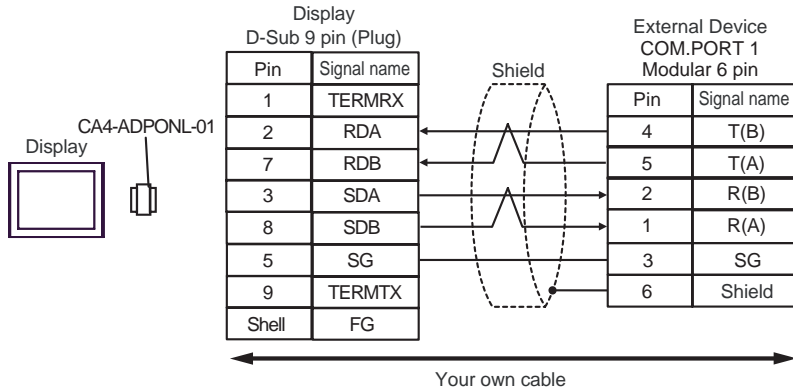 Display
D-Sub 9 pin (Plug)
External Device
COM.PORT 1
Modular 6 pin
Shield
CA4-ADPONL-01
Display
Pin Signal name
1 TERMRX
2 RDA
7 RDB
3 SDA
8 SDB
5 SG
9 TERMTX
Shell FG
Pin Signal name
4 T(B)
5 T(A)
2 R(B)
1 R(A)
3 SG
6 Shield
Your own cable